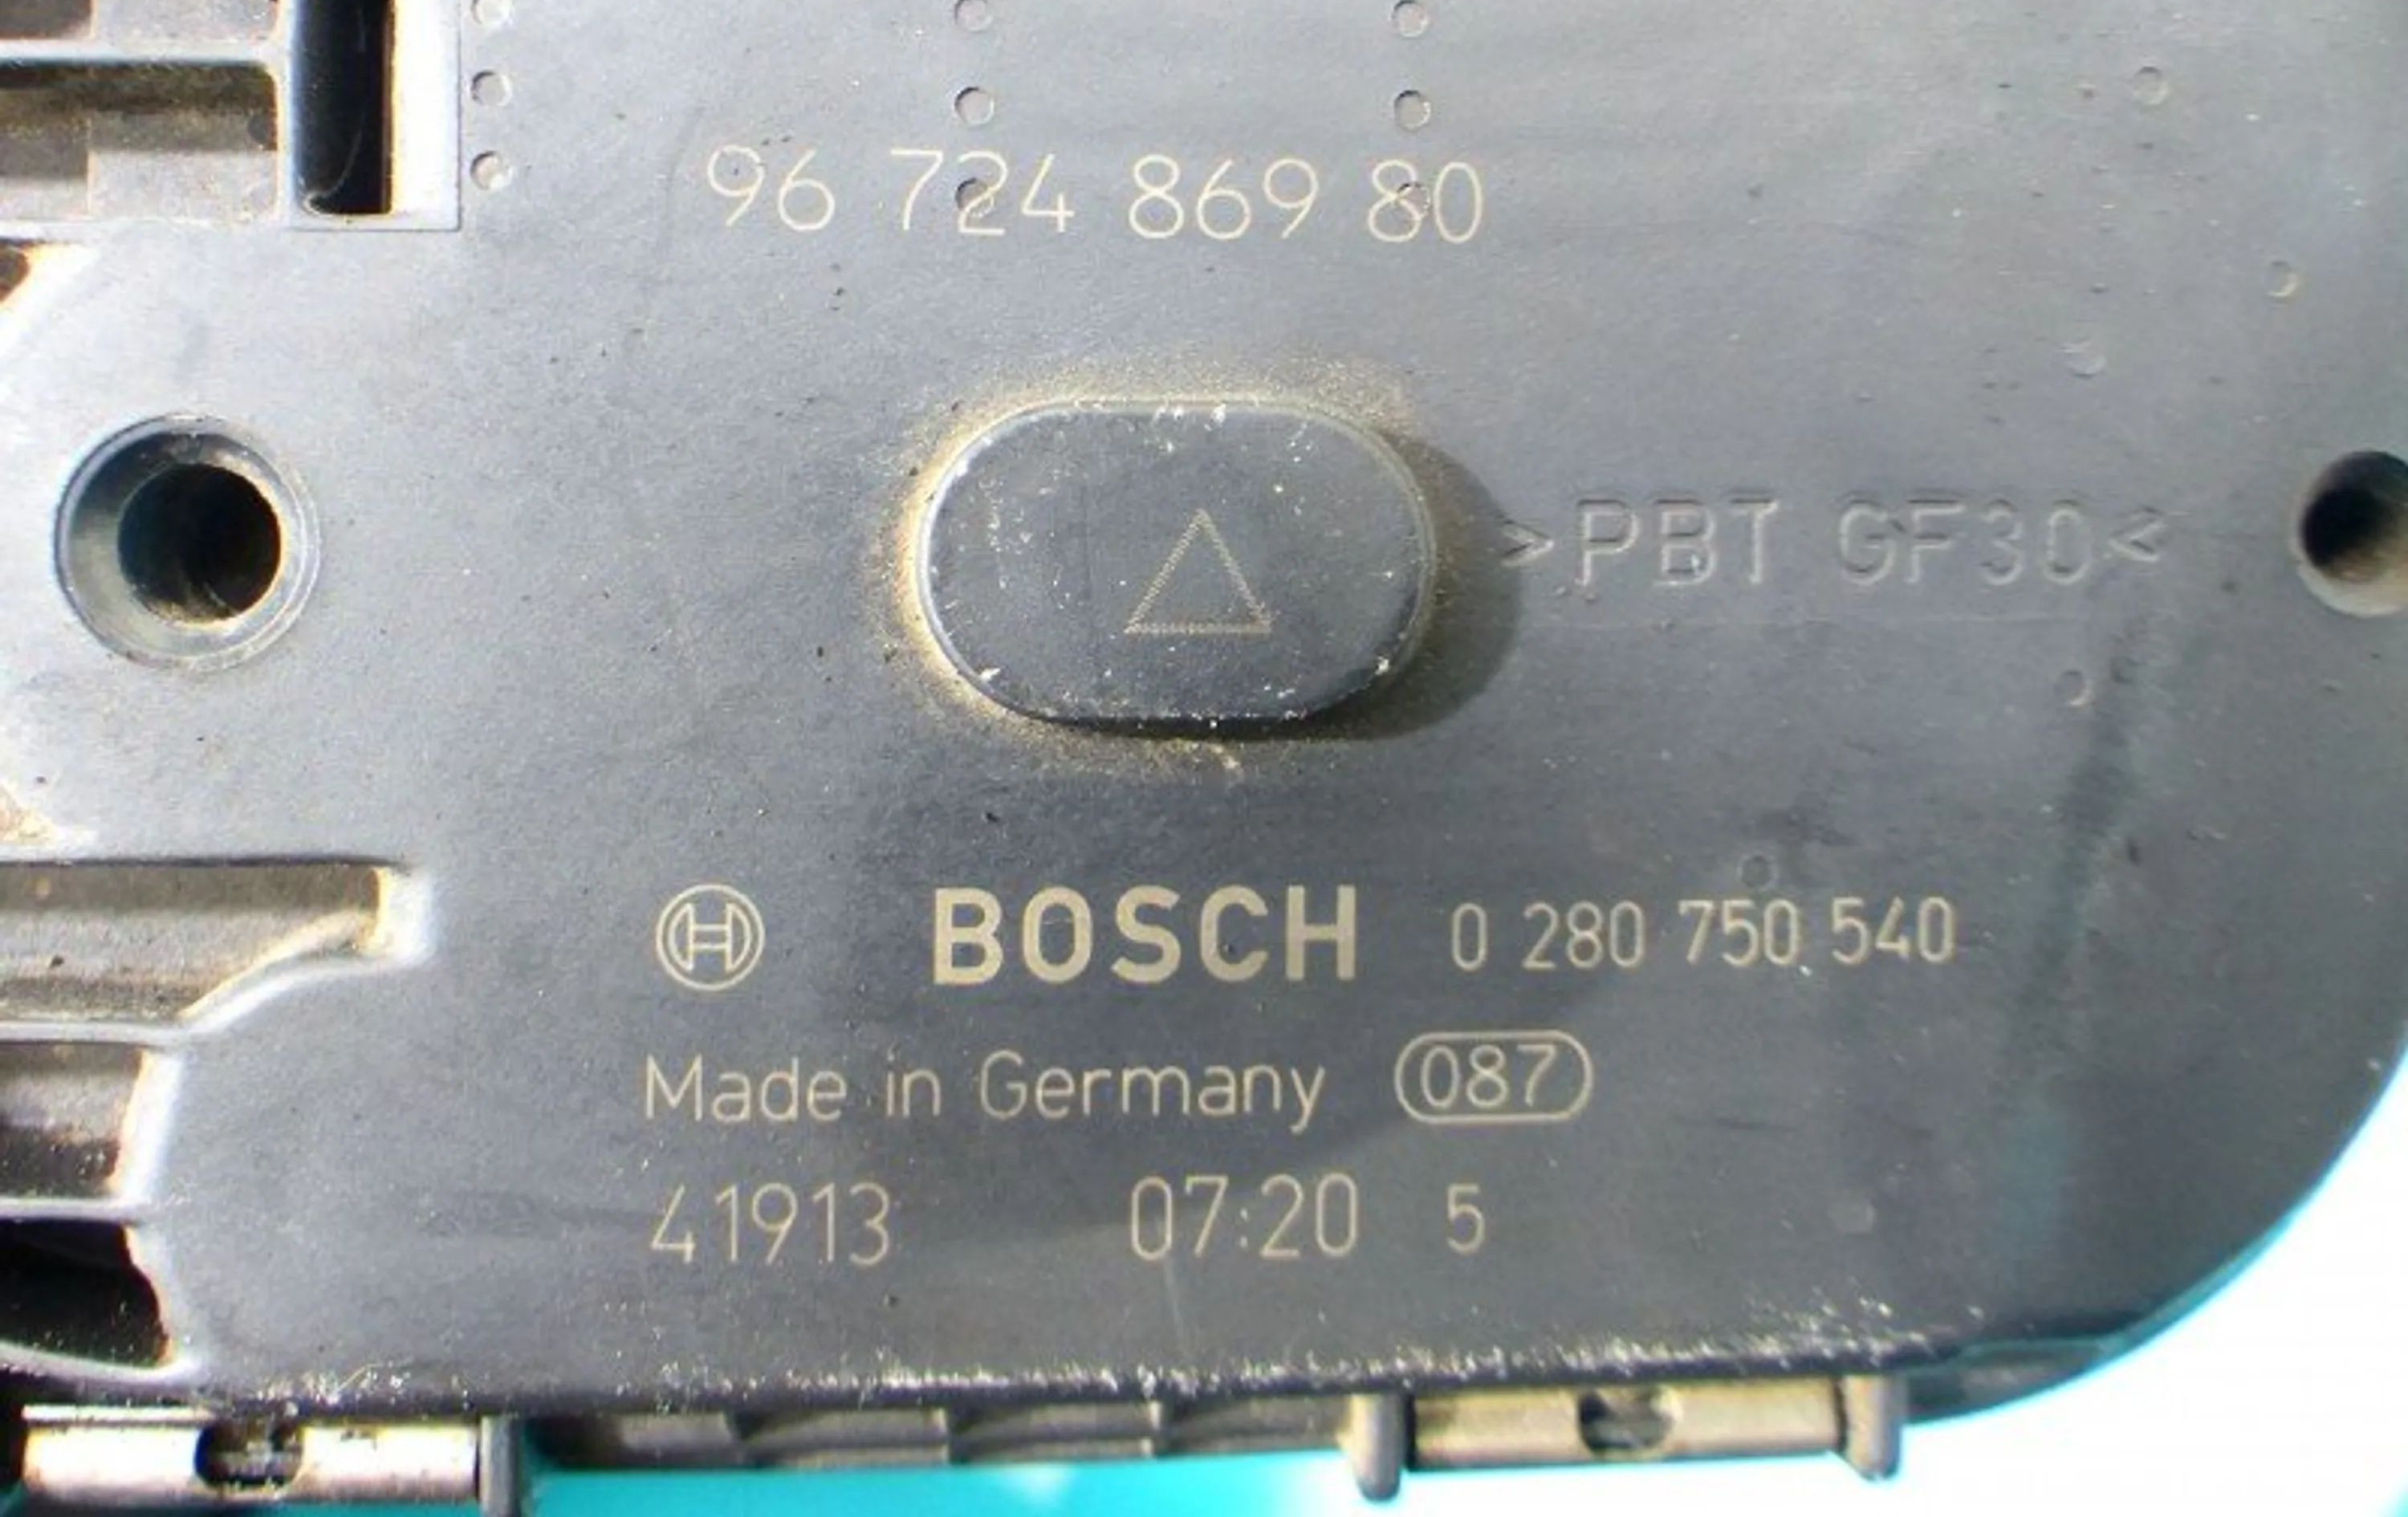 96 724 869 80
>PBT GF30<
BOSCH 0 280 750 540
Made in Germany 087
41913 07:20 5